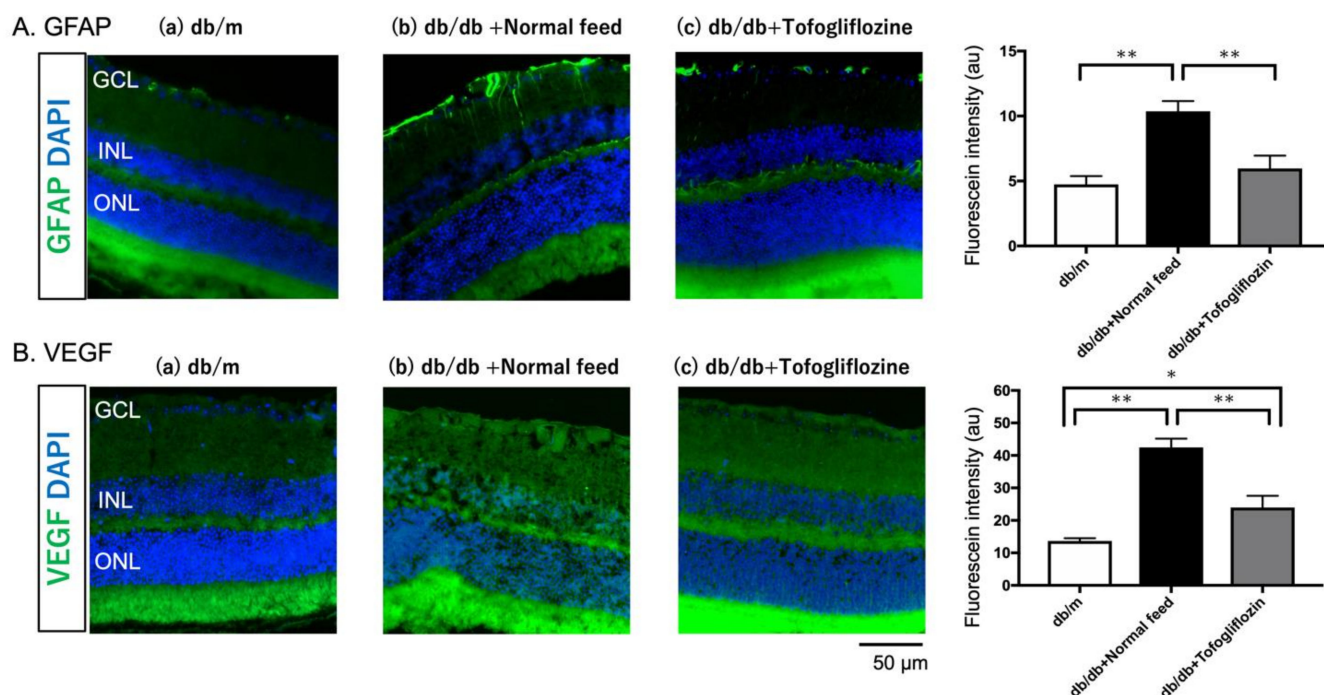 A. GFAP
(a) db/m
(b) db/db +Normal feed
(c) db/db+Tofogliflozine
GFAP DAPI
GCL
INL
ONL
Fluorescein intensity (au)
15
10
5
0
**
**
db/m
db/db+Normal feed
db/db+Tofogliflozin
B. VEGF
(a) db/m
(b) db/db +Normal feed
(c) db/db+Tofogliflozine
VEGF DAPI
GCL
INL
ONL
50 μm
Fluorescein intensity (au)
60
50
40
30
20
10
0
*
**
**
db/m
db/db+Normal feed
db/db+Tofogliflozin